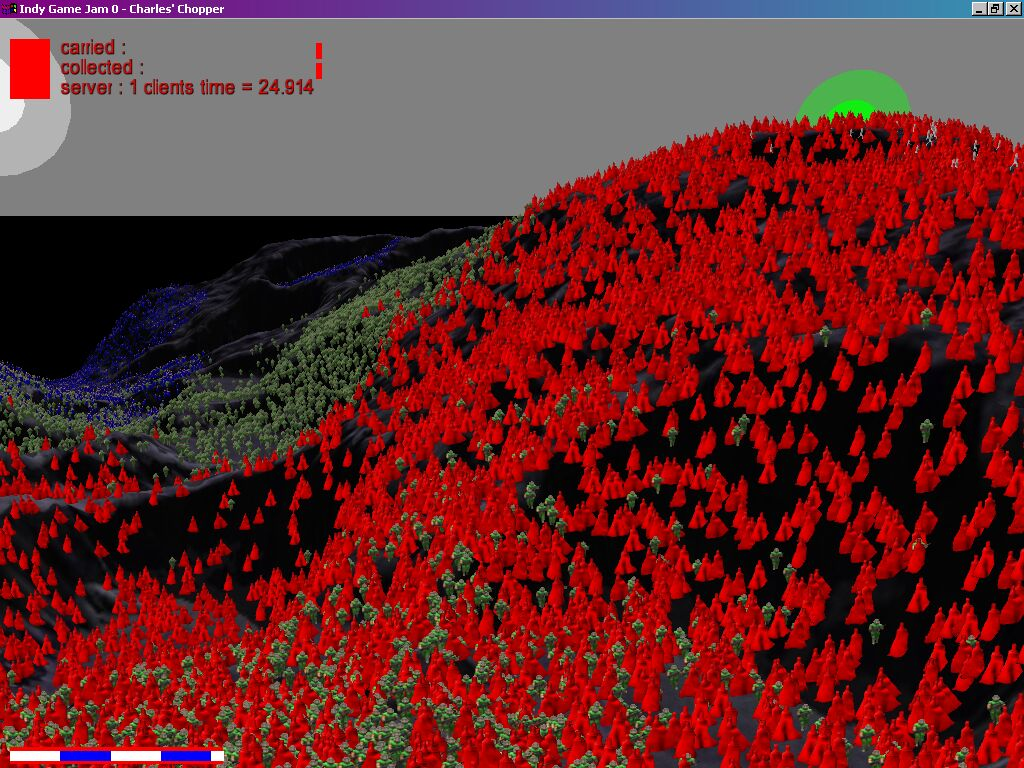 Indy Game Jam 0 - Charles' Chopper
carried :
collected :
server : 1 clients time = 24.914